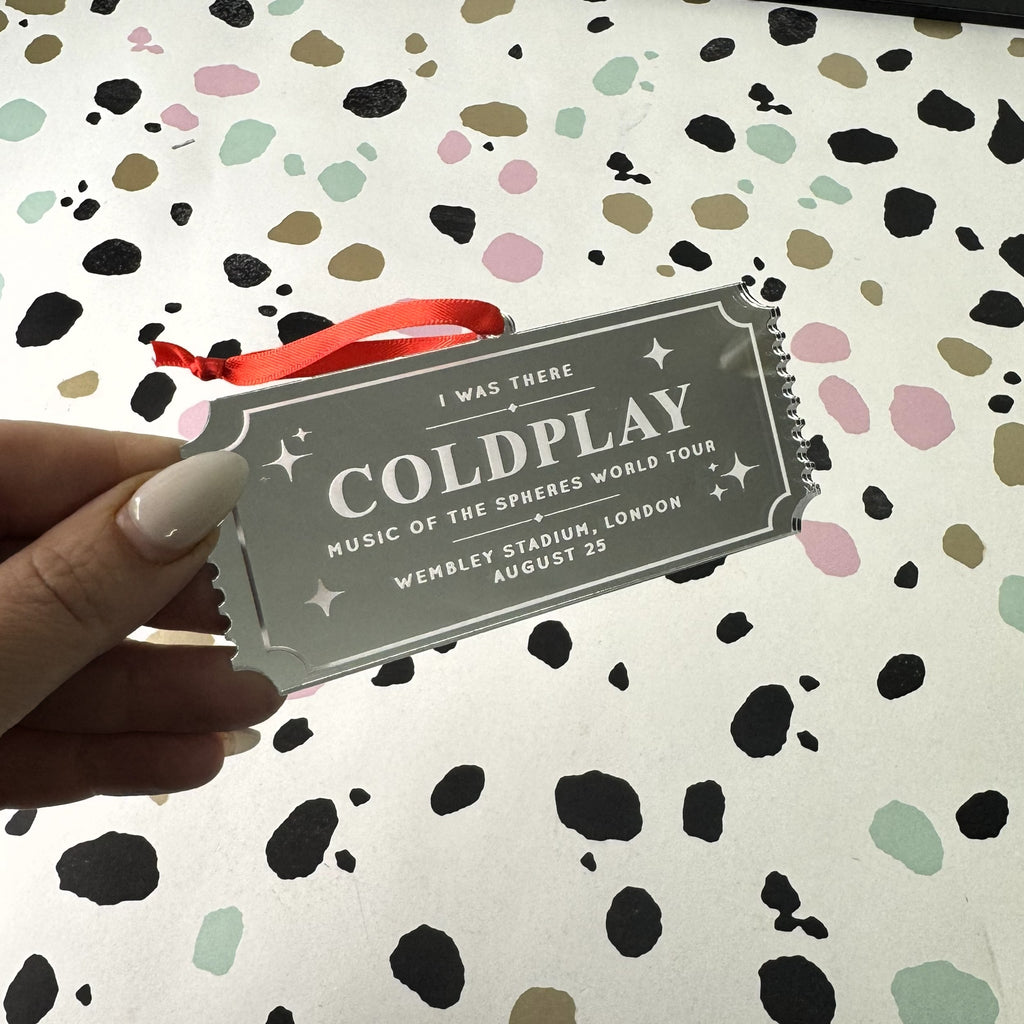 I WAS THERE
COLDPLAY
MUSIC OF THE SPHERES WORLD TOUR
WEMBLEY STADIUM, LONDON
AUGUST 25